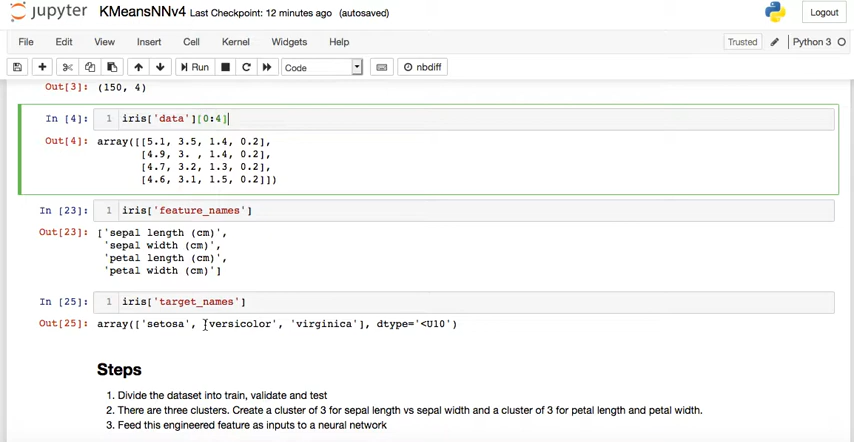 jupyter KMeansNNv4 Last Checkpoint: 12 minutes ago (autosaved) Logout
File Edit View Insert Cell Kernel Widgets Help Trusted Python 3
Run Code nbdiff
Out[3]: (150, 4)
In [4]: 1 iris['data'][0:4]
Out[4]: array([[5.1, 3.5, 1.4, 0.2],
[4.9, 3. , 1.4, 0.2],
[4.7, 3.2, 1.3, 0.2],
[4.6, 3.1, 1.5, 0.2]])
In [23]: 1 iris['feature_names']
Out[23]: ['sepal length (cm)',
'sepal width (cm)',
'petal length (cm)',
'petal width (cm)']
In [25]: 1 iris['target_names']
Out[25]: array(['setosa', 'versicolor', 'virginica'], dtype='<U10')
Steps
1. Divide the dataset into train, validate and test
2. There are three clusters. Create a cluster of 3 for sepal length vs sepal width and a cluster of 3 for petal length and petal width.
3. Feed this engineered feature as inputs to a neural network